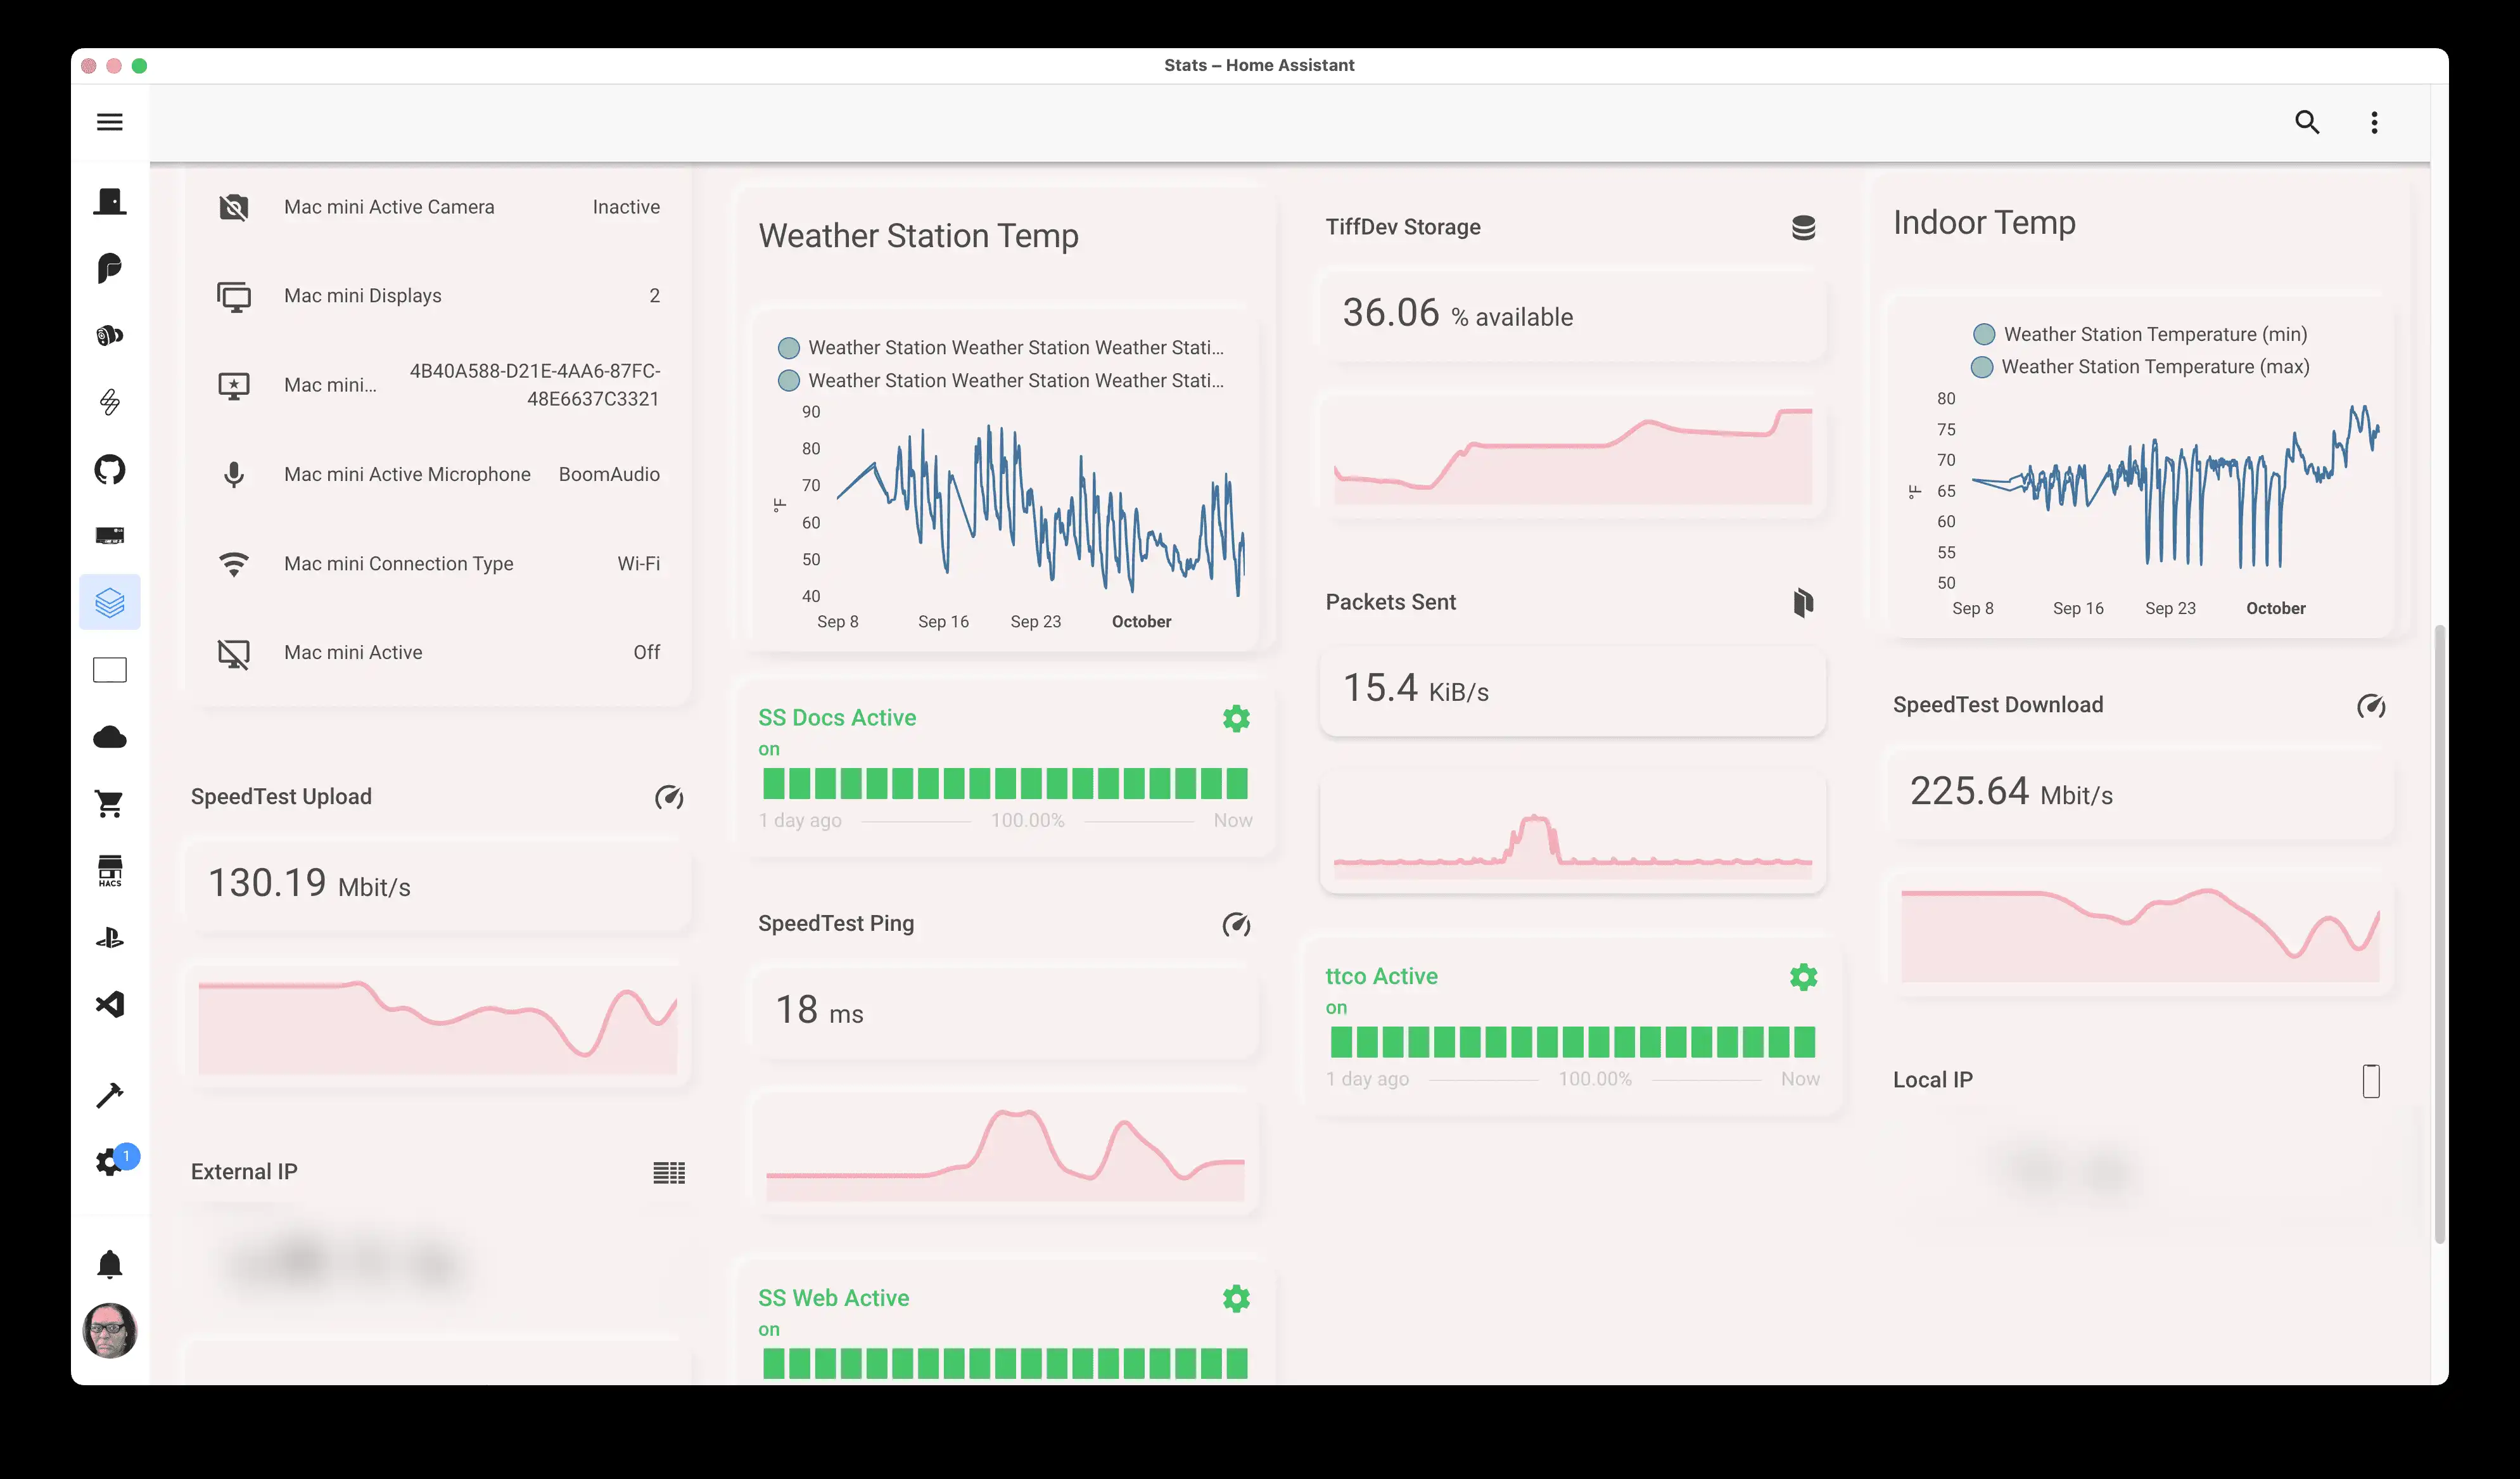 Stats – Home Assistant
Mac mini Active Camera
Inactive
Mac mini Displays
2
Mac mini...
4B40A588-D21E-4AA6-87FC-
48E6637C3321
Mac mini Active Microphone
BoomAudio
Mac mini Connection Type
Wi-Fi
Mac mini Active
Off
SpeedTest Upload
130.19 Mbit/s
External IP
Weather Station Temp
Weather Station Weather Station Weather Stati...
Weather Station Weather Station Weather Stati...
90
80
70
60
50
40
°F
Sep 8
Sep 16
Sep 23
October
SS Docs Active
on
1 day ago
100.00%
Now
SpeedTest Ping
18 ms
SS Web Active
on
TiffDev Storage
36.06 % available
Packets Sent
15.4 KiB/s
ttco Active
on
1 day ago
100.00%
Now
Indoor Temp
Weather Station Temperature (min)
Weather Station Temperature (max)
80
75
70
65
60
55
50
°F
Sep 8
Sep 16
Sep 23
October
SpeedTest Download
225.64 Mbit/s
Local IP
HACS
1